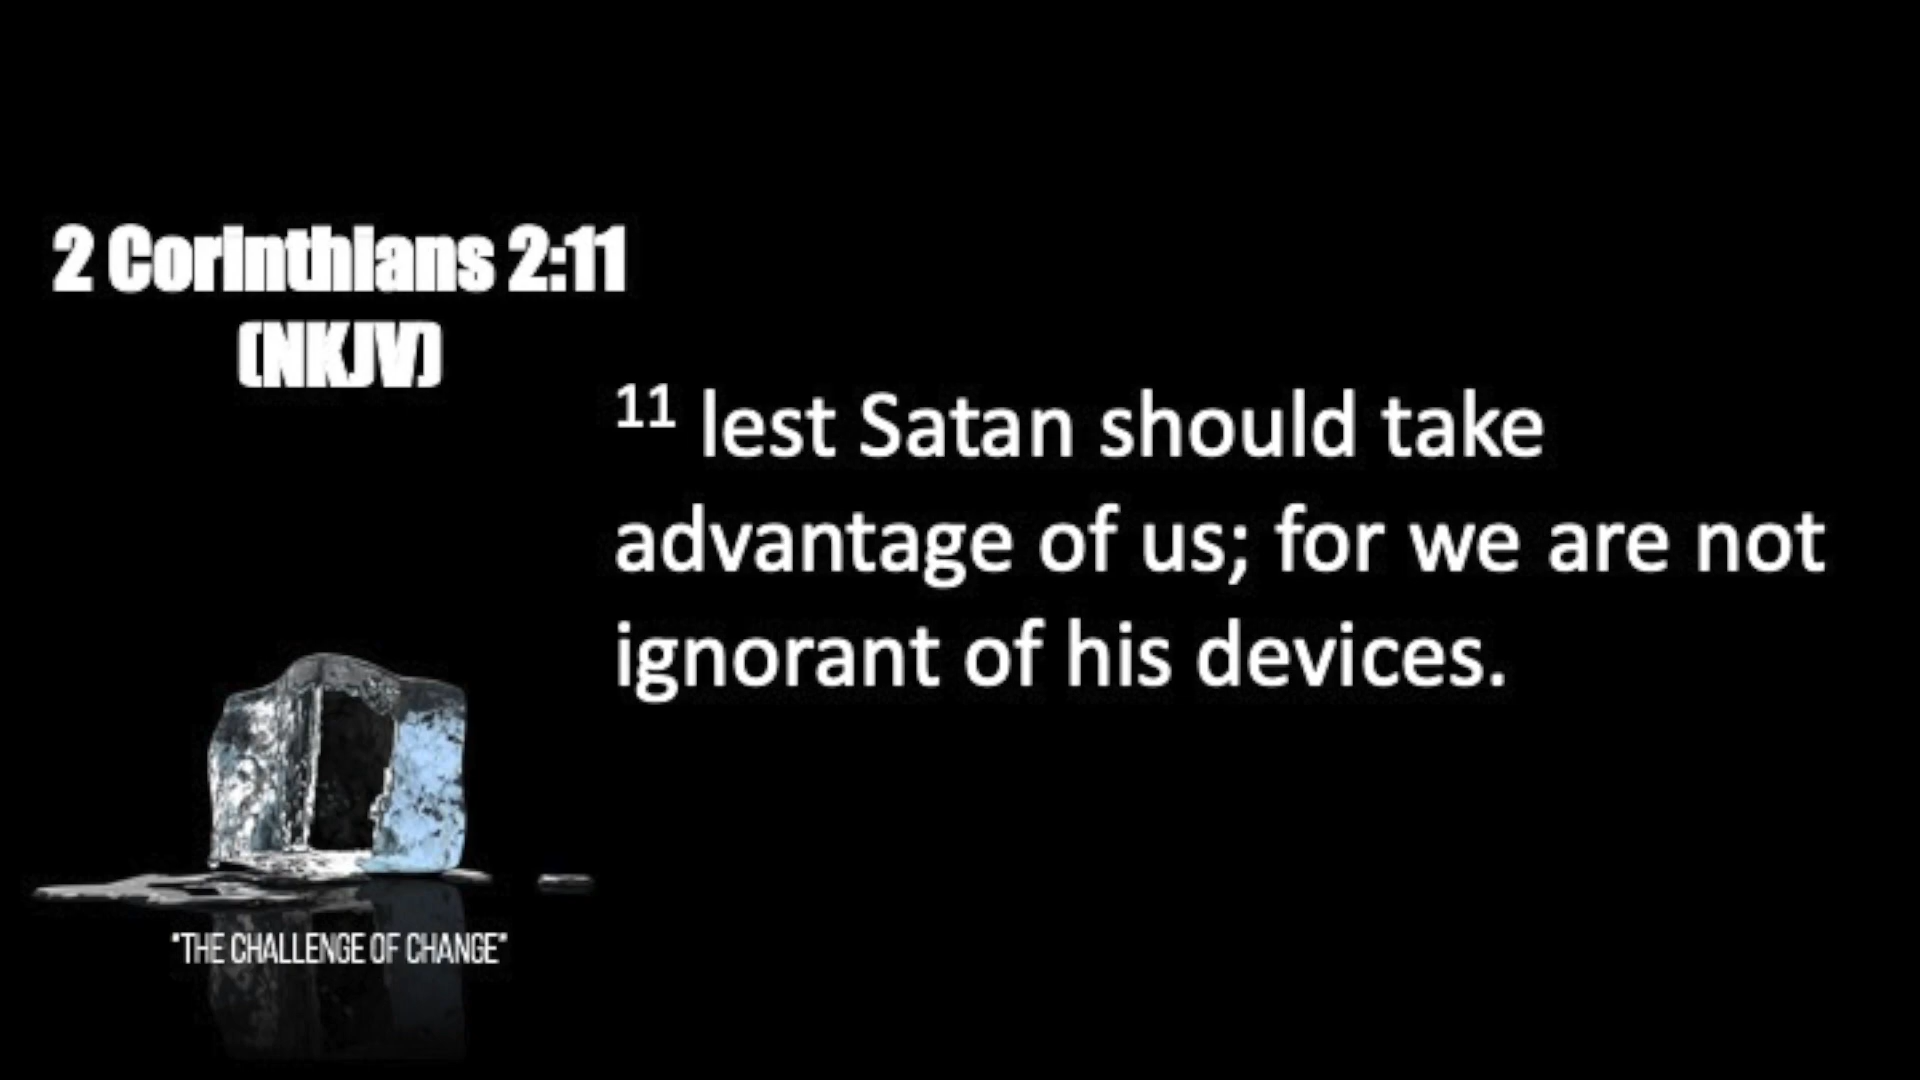 2 Corinthians 2:11
(NKJV)
11 lest Satan should take
advantage of us; for we are not
ignorant of his devices.
"THE CHALLENGE OF CHANGE"